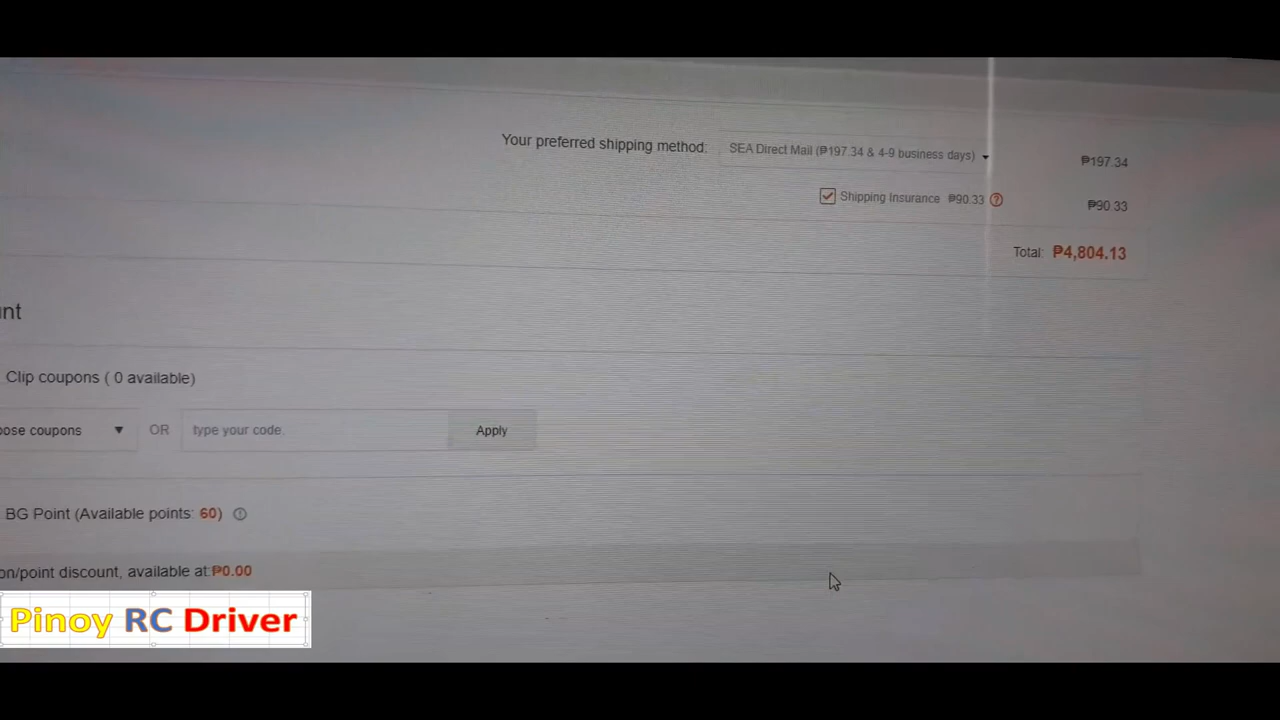 Your preferred shipping method: SEA Direct Mail (₱197.34 & 4-9 business days) ₱197.34
Shipping Insurance ₱90.33 ₱90.33
Total: ₱4,804.13
unt
Clip coupons ( 0 available)
oose coupons OR type your code Apply
BG Point (Available points: 60)
on/point discount, available at:₱0.00
Pinoy RC Driver